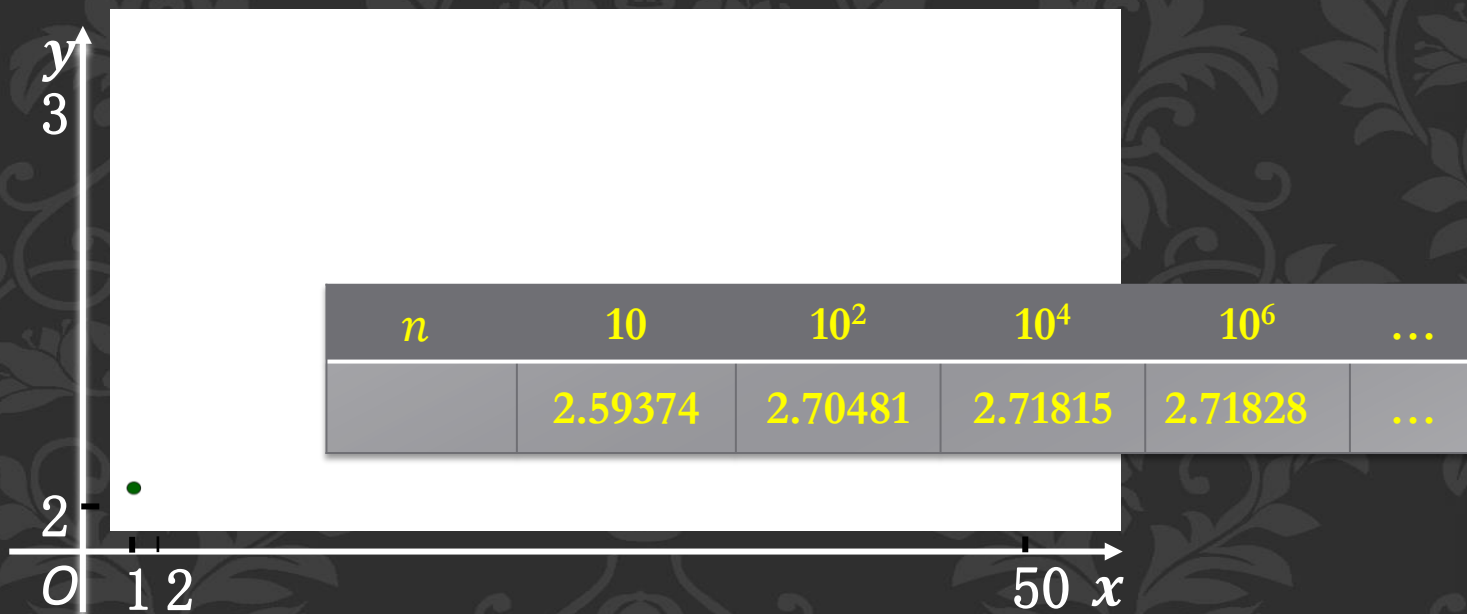 y
3
n 10 10² 10⁴ 10⁶ …
2.59374 2.70481 2.71815 2.71828 …
2
O 1 2 50 x